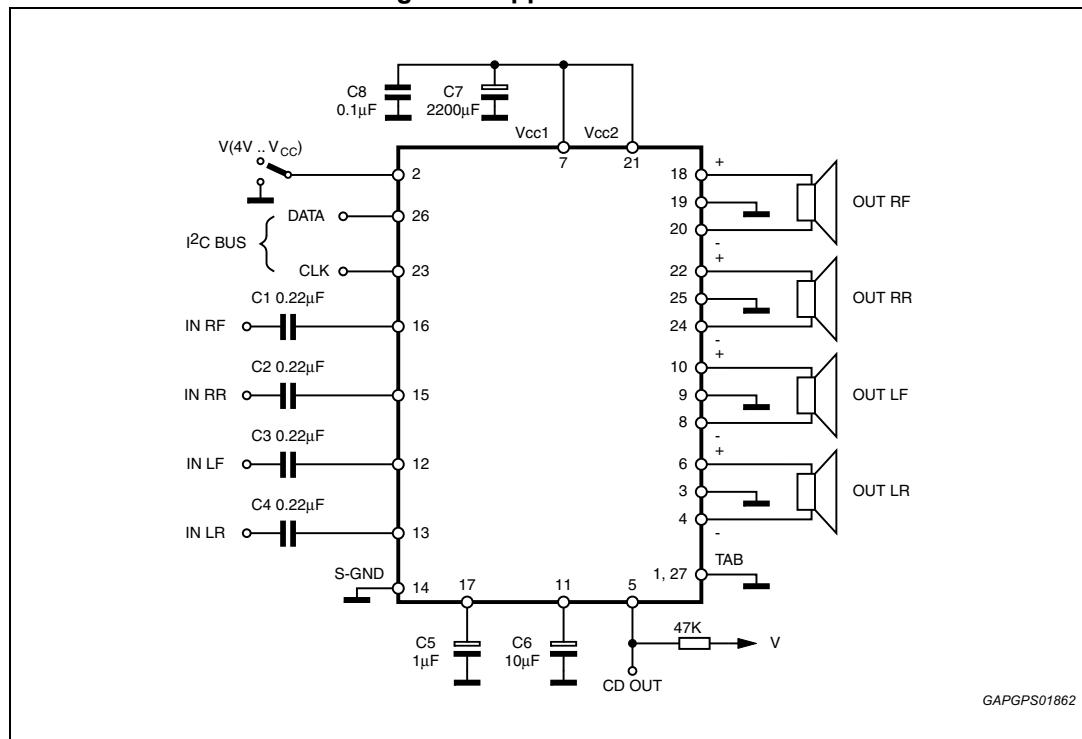 C8
0.1µF
C7
2200µF
Vcc1
Vcc2
7
21
V(4V .. VCC)
2
DATA
26
I2C BUS
CLK
23
C1 0.22µF
IN RF
16
C2 0.22µF
IN RR
15
C3 0.22µF
IN LF
12
C4 0.22µF
IN LR
13
S-GND
14
17
11
5
C5
1µF
C6
10µF
47K
V
CD OUT
18
+
19
OUT RF
20
-
+
22
25
OUT RR
24
-
+
10
9
OUT LF
8
-
+
6
3
OUT LR
4
-
TAB
1, 27
GAPGPS01862